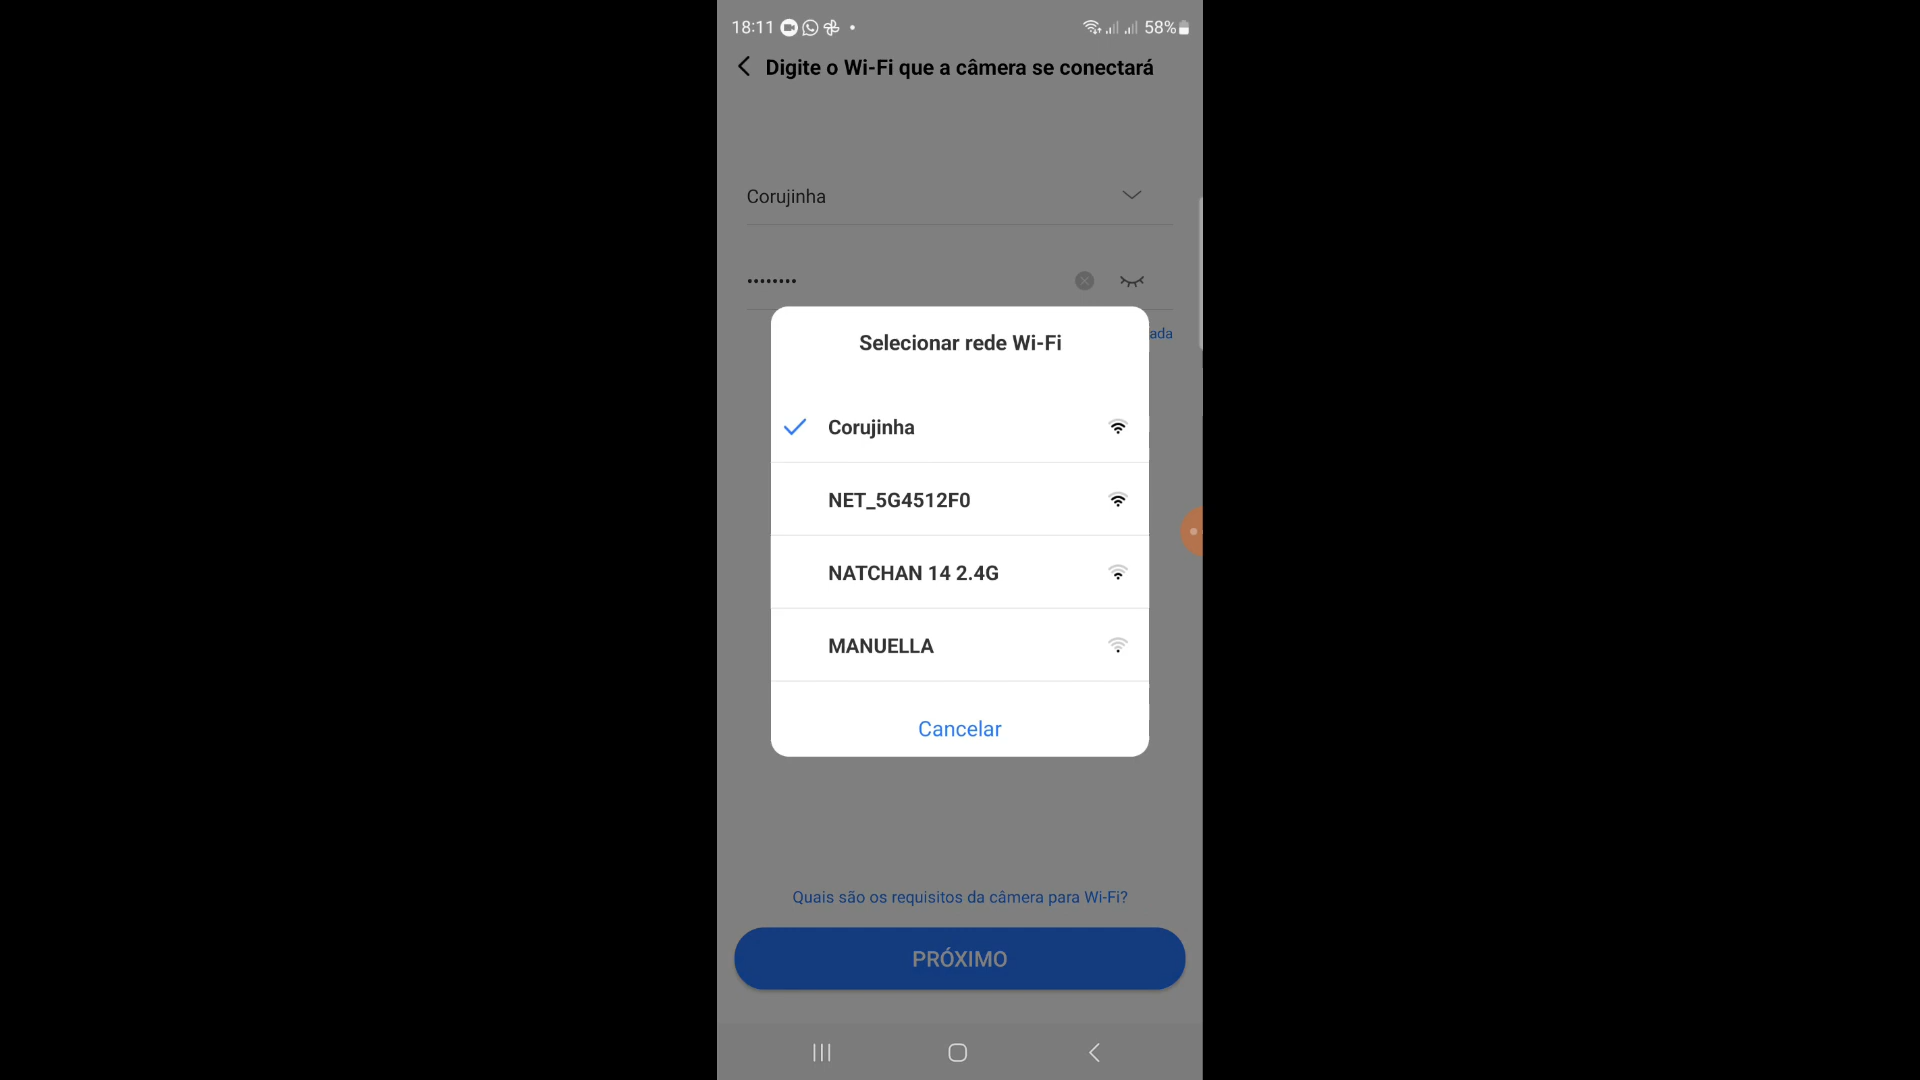 18:11 58%
Digite o Wi-Fi que a câmera se conectará
Corujinha
••••••••
ada
Selecionar rede Wi-Fi
Corujinha
NET_5G4512F0
NATCHAN 14 2.4G
MANUELLA
Cancelar
Quais são os requisitos da câmera para Wi-Fi?
PRÓXIMO